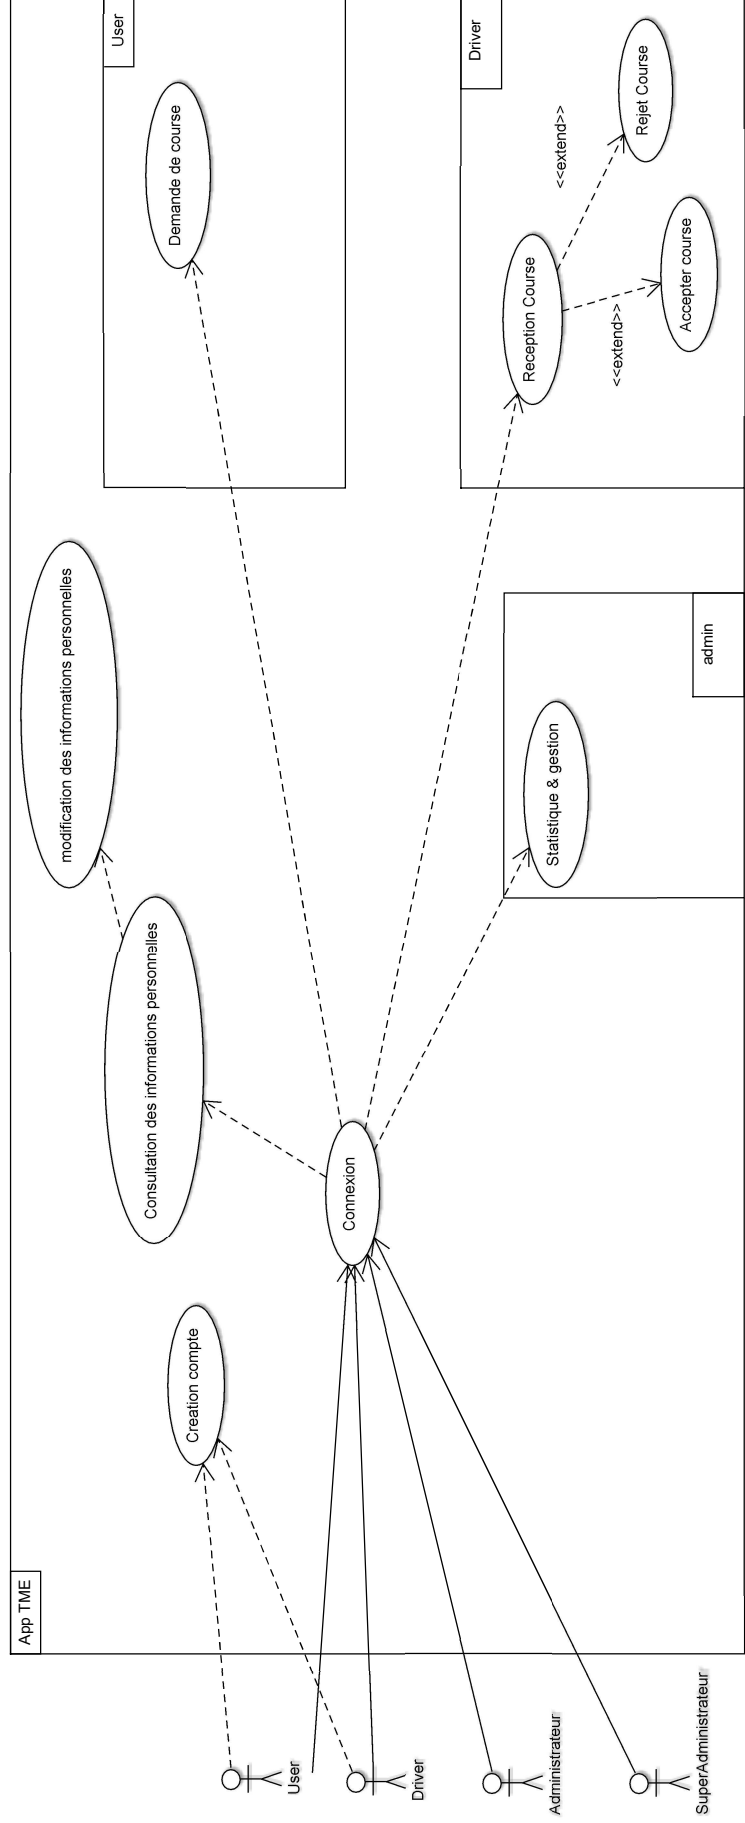 App TME
User
Driver
Administrateur
SuperAdministrateur
Creation compte
Connexion
Consultation des informations personnelles
modification des informations personnelles
User
Demande de course
admin
Statistique & gestion
Driver
Reception Course
<<extend>>
<<extend>>
Rejet Course
Accepter course